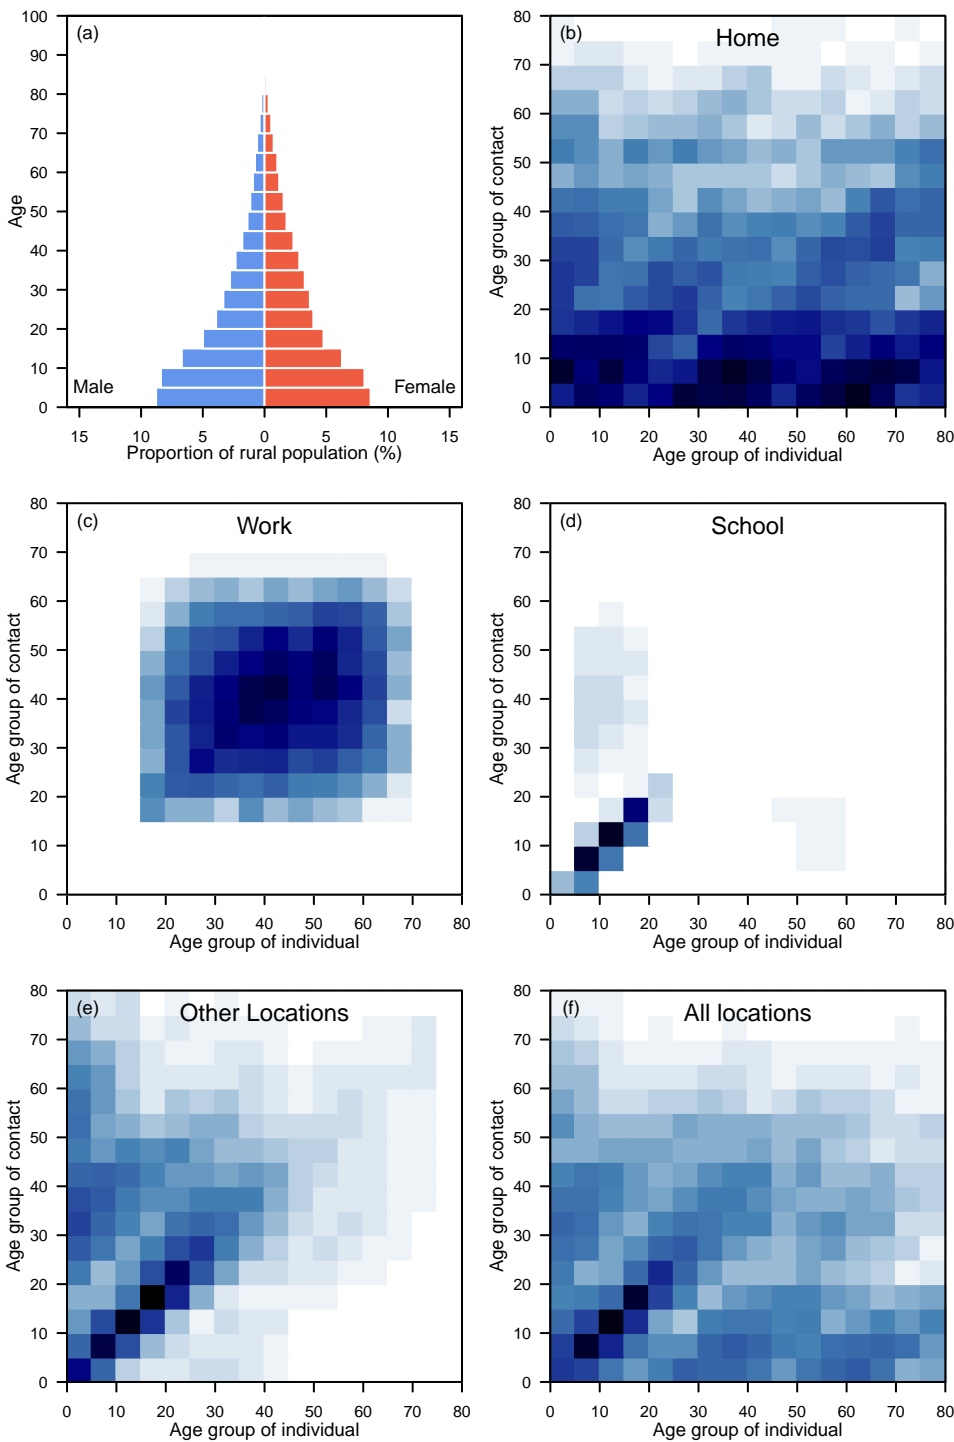 (a)
100
90
80
70
60
50
40
30
20
10
0
Age
Male
Female
15 10 5 0 5 10 15
Proportion of rural population (%)
(b)
Home
80
70
60
50
40
30
20
10
0
Age group of contact
0 10 20 30 40 50 60 70 80
Age group of individual
(c)
Work
80
70
60
50
40
30
20
10
0
Age group of contact
0 10 20 30 40 50 60 70 80
Age group of individual
(d)
School
80
70
60
50
40
30
20
10
0
Age group of contact
0 10 20 30 40 50 60 70 80
Age group of individual
(e)
Other Locations
80
70
60
50
40
30
20
10
0
Age group of contact
0 10 20 30 40 50 60 70 80
Age group of individual
(f)
All locations
80
70
60
50
40
30
20
10
0
Age group of contact
0 10 20 30 40 50 60 70 80
Age group of individual